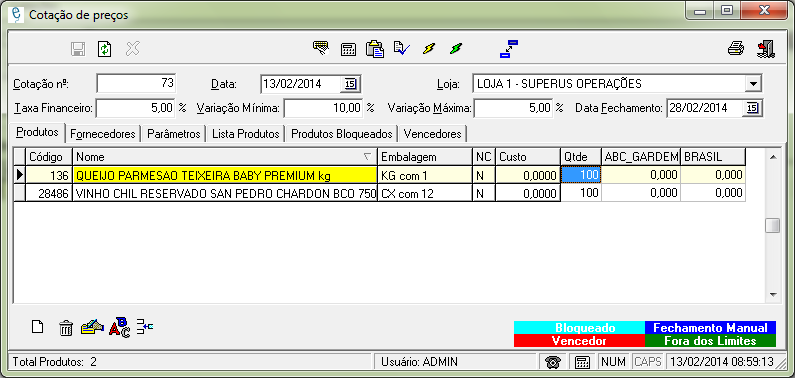 Cotação de preços
Cotação nº: 73 Data: 13/02/2014 15 Loja: LOJA 1 - SUPERUS OPERAÇÕES
Taxa Financeiro: 5,00 % Variação Mínima: 10,00 % Variação Máxima: 5,00 % Data Fechamento: 28/02/2014 15
Produtos Fornecedores Parâmetros Lista Produtos Produtos Bloqueados Vencedores
Código Nome Embalagem NC Custo Qtde ABC_GARDEM BRASIL
136 QUEIJO PARMESAO TEIXEIRA BABY PREMIUM kg KG com 1 N 0,0000 100 0,000 0,000
28486 VINHO CHIL RESERVADO SAN PEDRO CHARDON BCO 750 CX com 12 N 0,0000 100 0,000 0,000
ABC
Bloqueado Fechamento Manual
Vencedor Fora dos Limites
Total Produtos: 2 Usuário: ADMIN NUM CAPS 13/02/2014 08:59:13